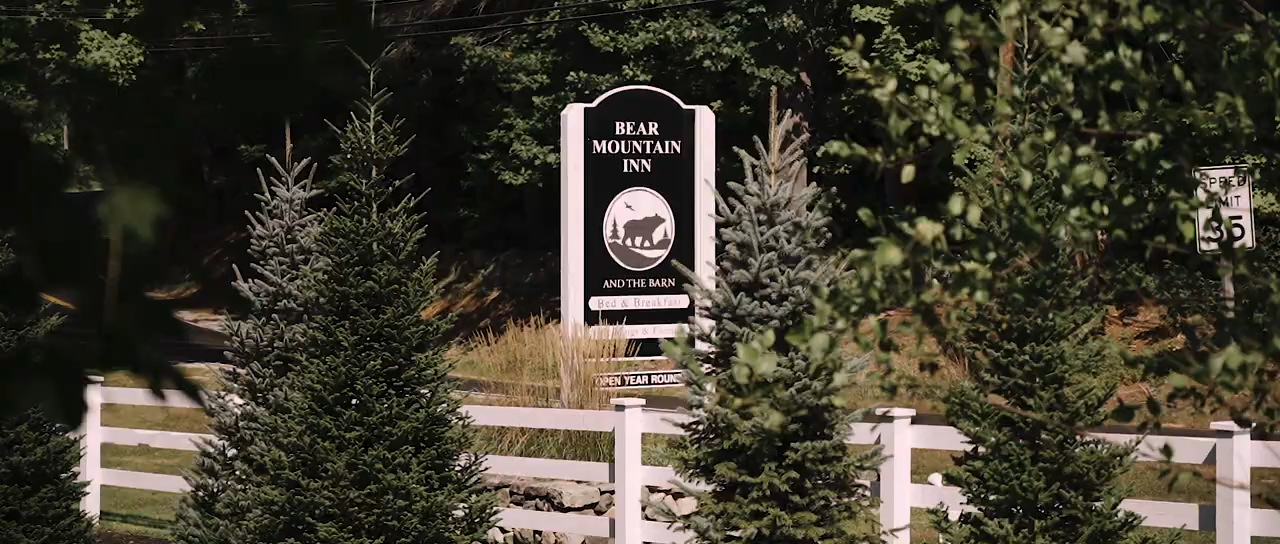 BEAR
MOUNTAIN
INN
AND THE BARN
Bed & Breakfast
OPEN YEAR ROUND
SPEED
LIMIT
35